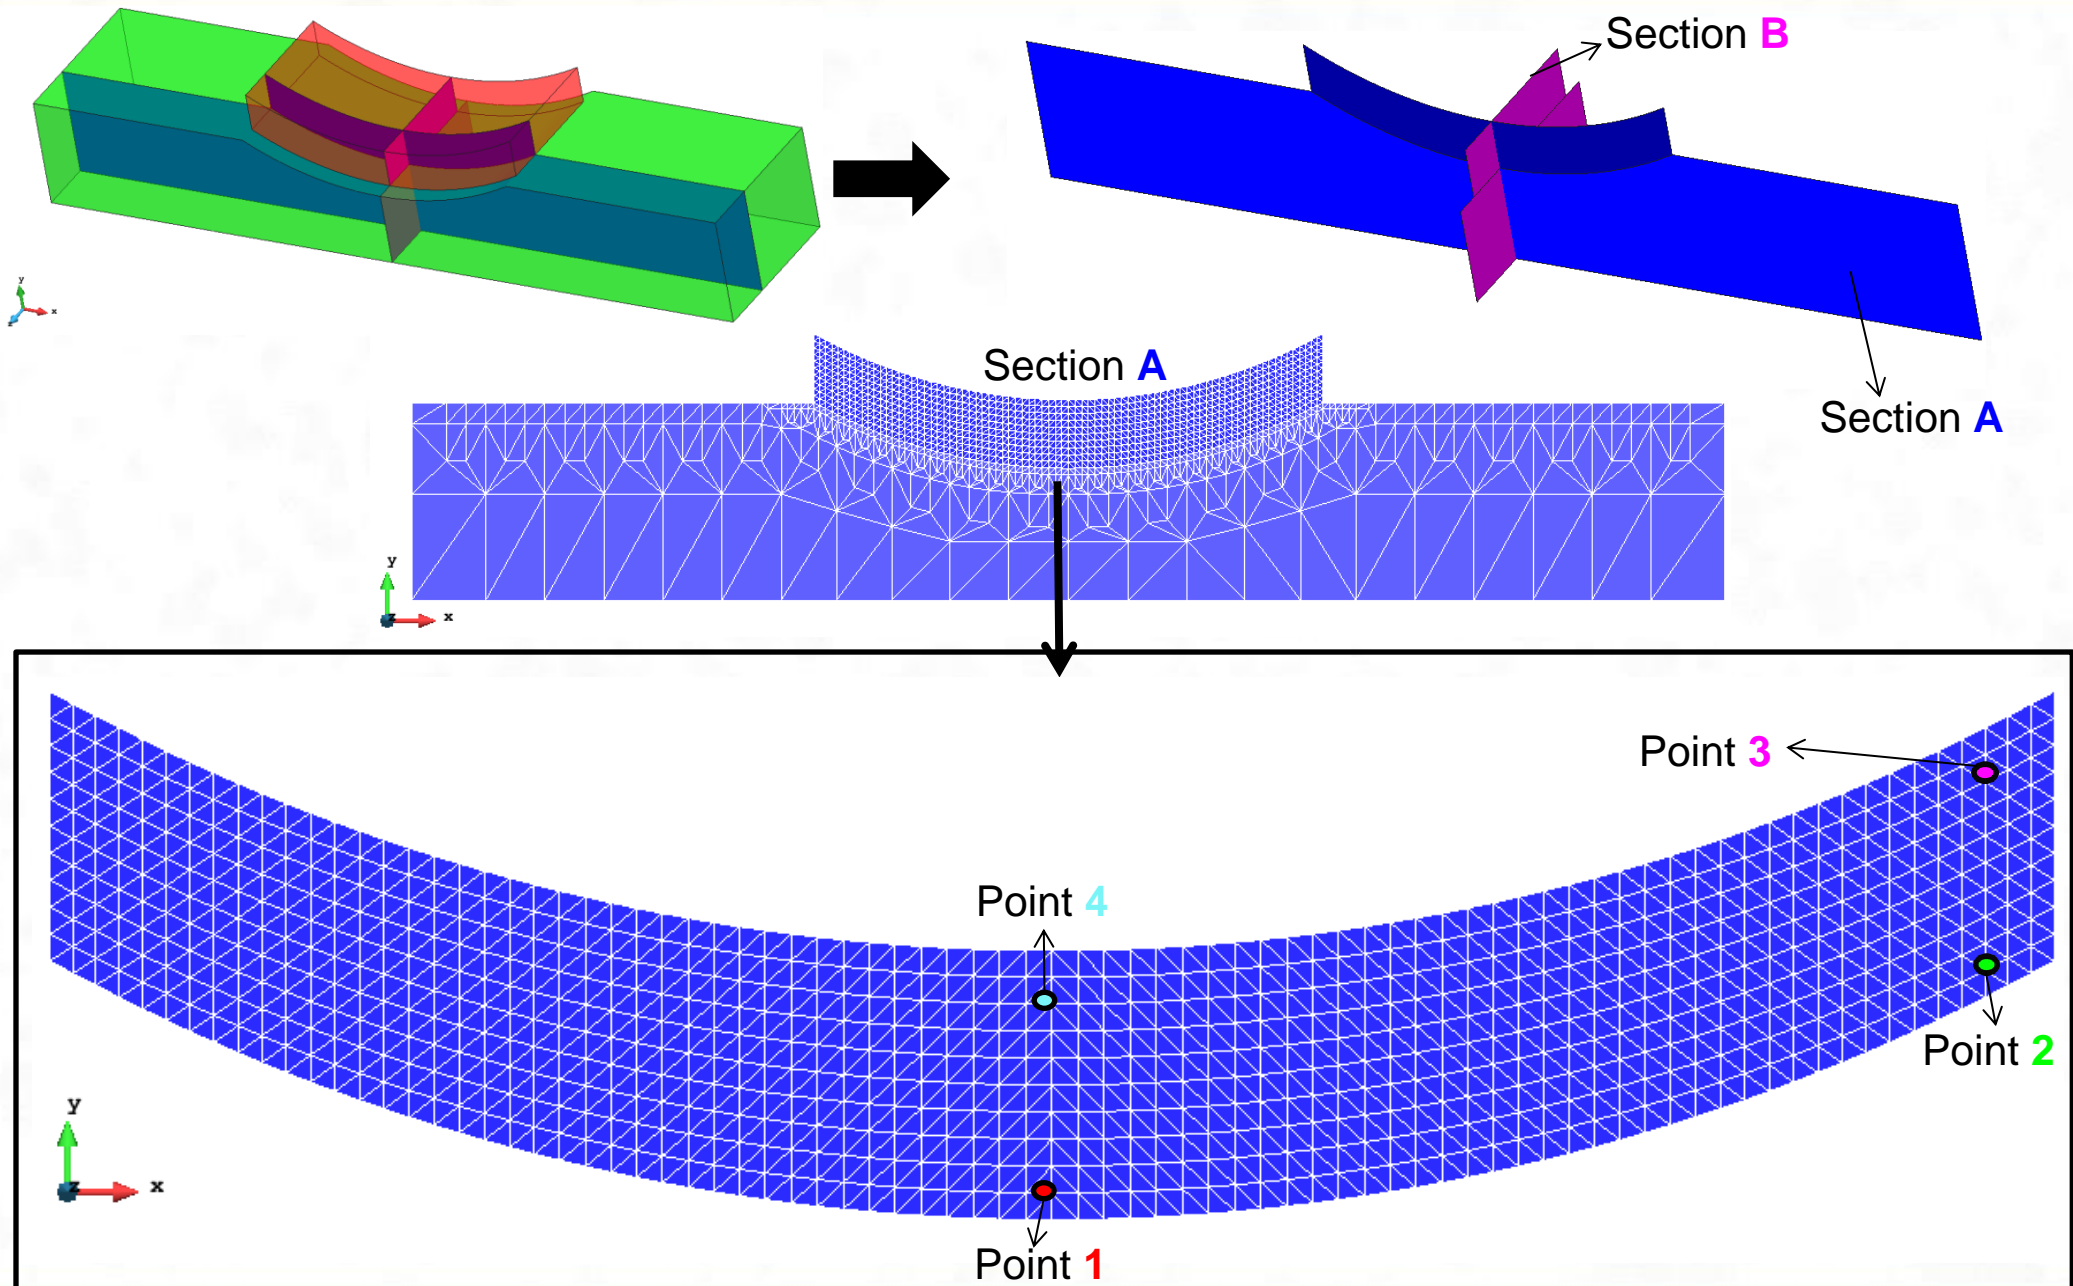 Section B
y
x
z
Section A
Section A
y
z
x
Point 3
Point 4
Point 2
y
z
x
Point 1